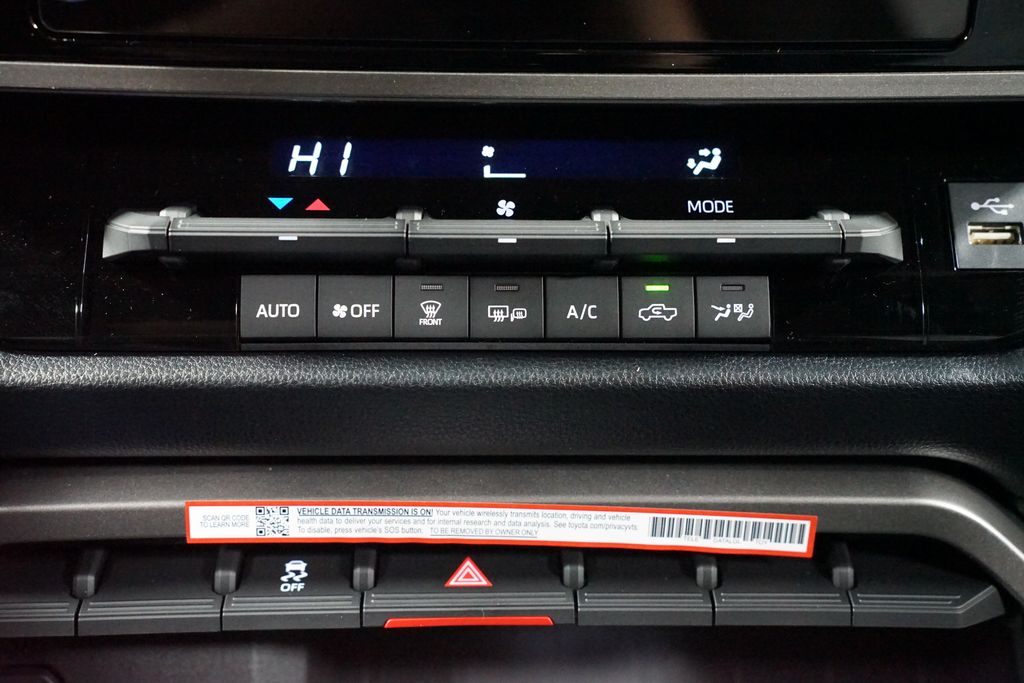 HI
MODE
AUTO
OFF
FRONT
A/C
SCAN QR CODE
TO LEARN MORE
VEHICLE DATA TRANSMISSION IS ON! Your vehicle wirelessly transmits location, driving and vehicle
health data to deliver your services and for internal research and data analysis. See toyota.com/privacyvts.
To disable, press vehicle's SOS button. TO BE REMOVED BY OWNER ONLY
OFF